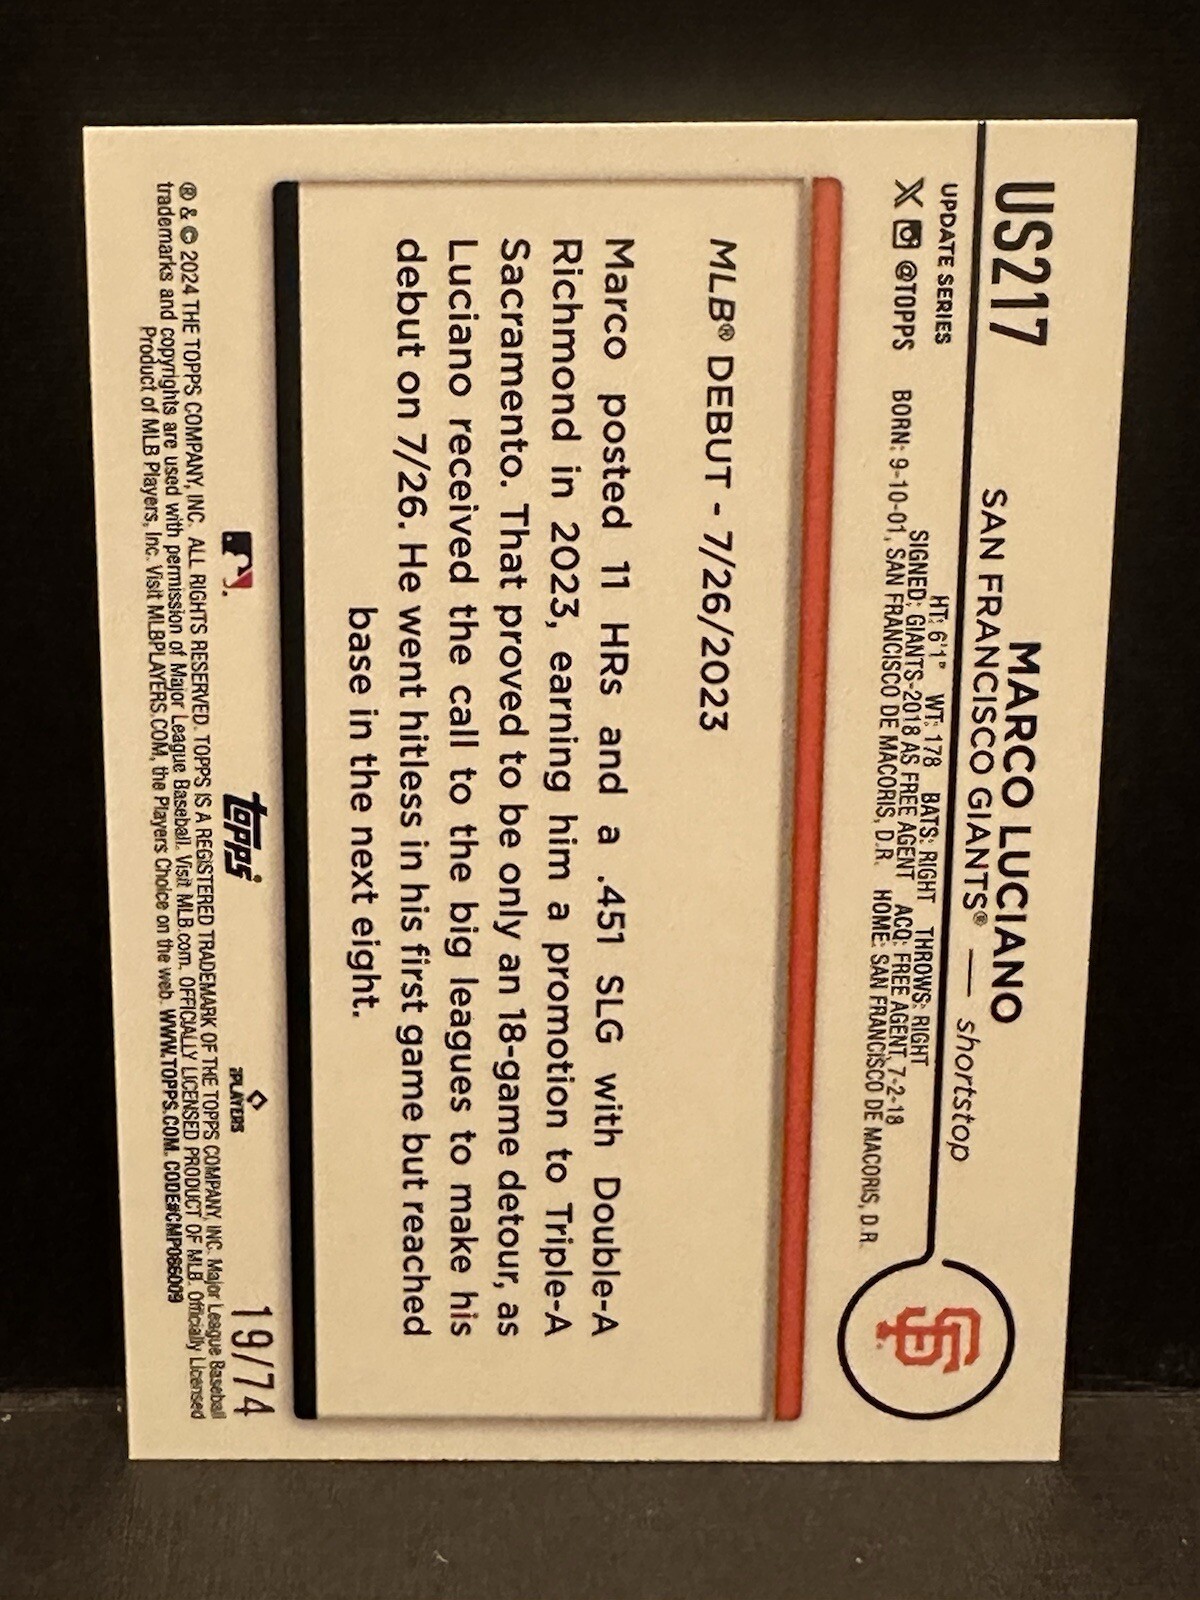 US217
MARCO LUCIANO
SAN FRANCISCO GIANTS® — shortstop
UPDATE SERIES
HT: 6'1" WT: 178 BATS: RIGHT THROWS: RIGHT
SIGNED: GIANTS-2018 AS FREE AGENT ACQ: FREE AGENT, 7-2-18
@TOPPS BORN: 9-10-01, SAN FRANCISCO DE MACORIS, D.R. HOME: SAN FRANCISCO DE MACORIS, D.R.
SF
MLB® DEBUT - 7/26/2023
Marco posted 11 HRs and a .451 SLG with Double-A
Richmond in 2023, earning him a promotion to Triple-A
Sacramento. That proved to be only an 18-game detour, as
Luciano received the call to the big leagues to make his
debut on 7/26. He went hitless in his first game but reached
base in the next eight.
topps
PLAYERS
19/74
® & © 2024 THE TOPPS COMPANY, INC. ALL RIGHTS RESERVED. TOPPS IS A REGISTERED TRADEMARK OF THE TOPPS COMPANY, INC. Major League Baseball
trademarks and copyrights are used with permission of Major League Baseball. Visit MLB.com. OFFICIALLY LICENSED PRODUCT OF MLB. Officially Licensed
Product of MLB Players, Inc. Visit MLBPLAYERS.COM, the Players Choice on the web. WWW.TOPPS.COM. CODE#CMP066009